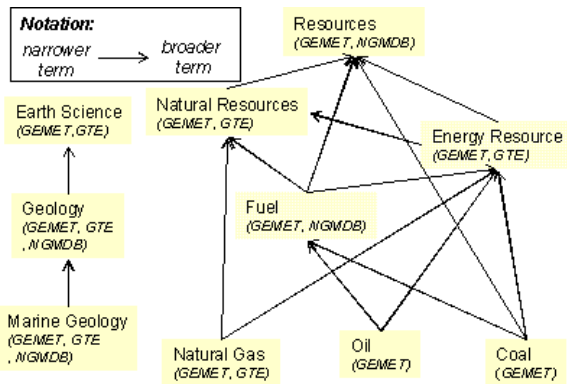 Notation:
narrower term
broader term
Resources
(GEMET, NGMDB)
Natural Resources
(GEMET, GTE)
Earth Science
(GEMET,GTE)
Energy Resource
(GEMET,GTE)
Geology
(GEMET, GTE
, NGMDB)
Fuel
(GEMET, NGMDB)
Marine Geology
(GEMET, GTE
, NGMDB)
Natural Gas
(GEMET, GTE)
Oil
(GEMET)
Coal
(GEMET)